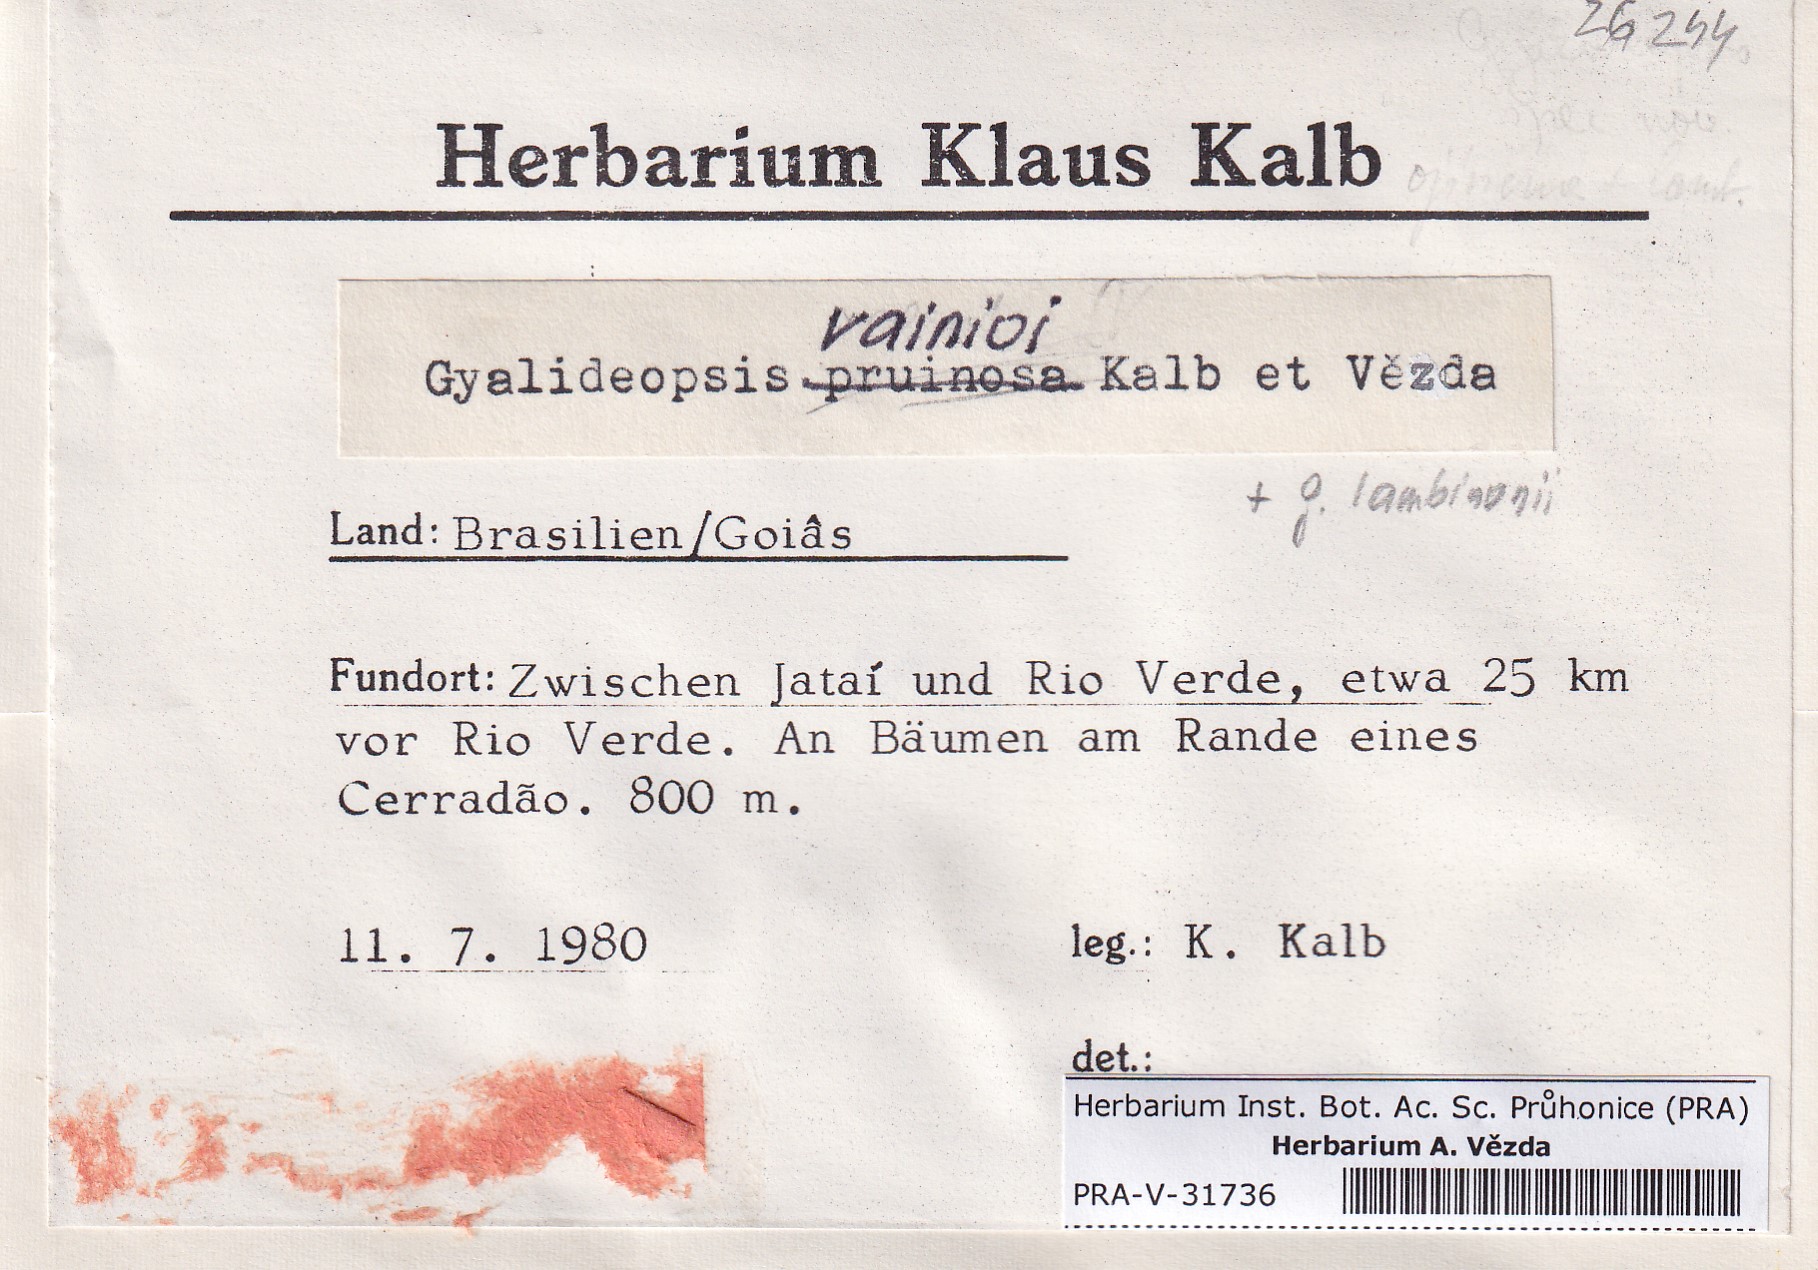 26244
Herbarium Klaus Kalb
vainioi
Gyalideopsis pruinosa Kalb et Vězda
+ g. lambinonii
Land: Brasilien/Goiâs
Fundort: Zwischen Jataí und Rio Verde, etwa 25 km
vor Rio Verde. An Bäumen am Rande eines
Cerradão. 800 m.
11. 7. 1980
leg.: K. Kalb
det.:
Herbarium Inst. Bot. Ac. Sc. Průhonice (PRA)
Herbarium A. Vězda
PRA-V-31736